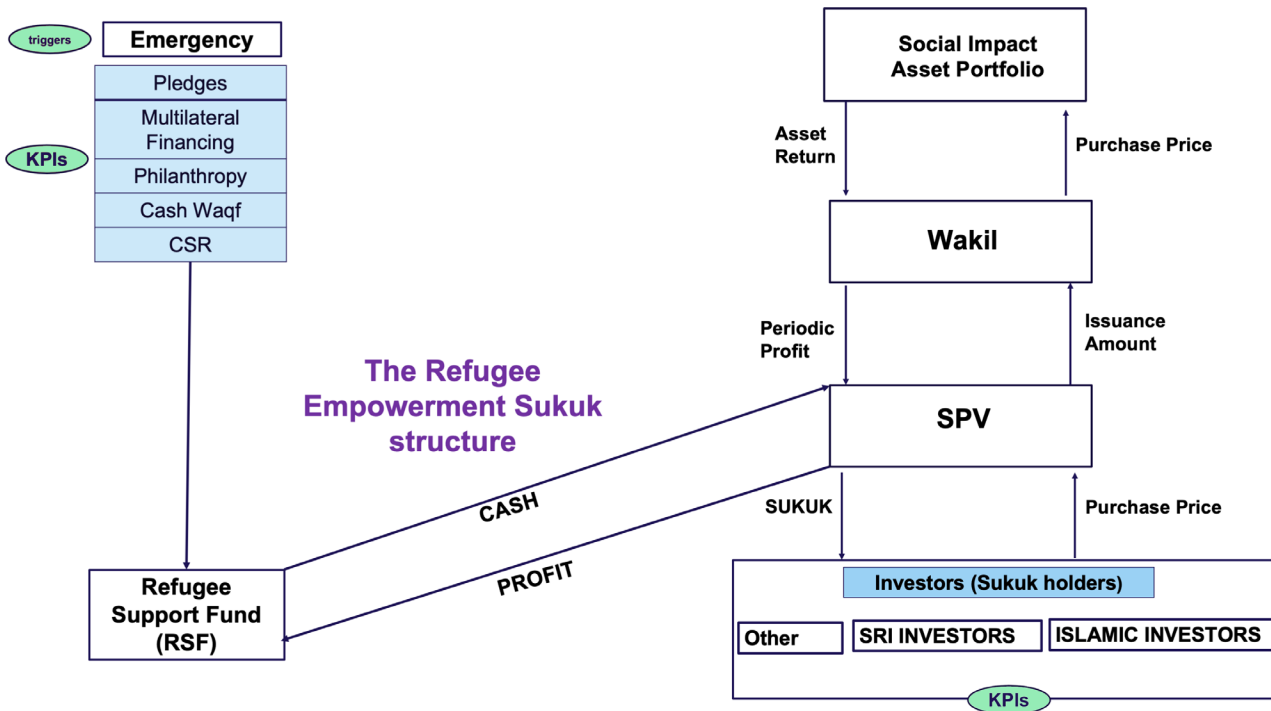 triggers
Emergency
Pledges
Multilateral
Financing
KPIs
Philanthropy
Cash Waqf
CSR
The Refugee
Empowerment Sukuk
structure
CASH
PROFIT
Refugee
Support Fund
(RSF)
Social Impact
Asset Portfolio
Asset
Return
Purchase Price
Wakil
Periodic
Profit
Issuance
Amount
SPV
SUKUK
Purchase Price
Investors (Sukuk holders)
Other
SRI INVESTORS
ISLAMIC INVESTORS
KPIs